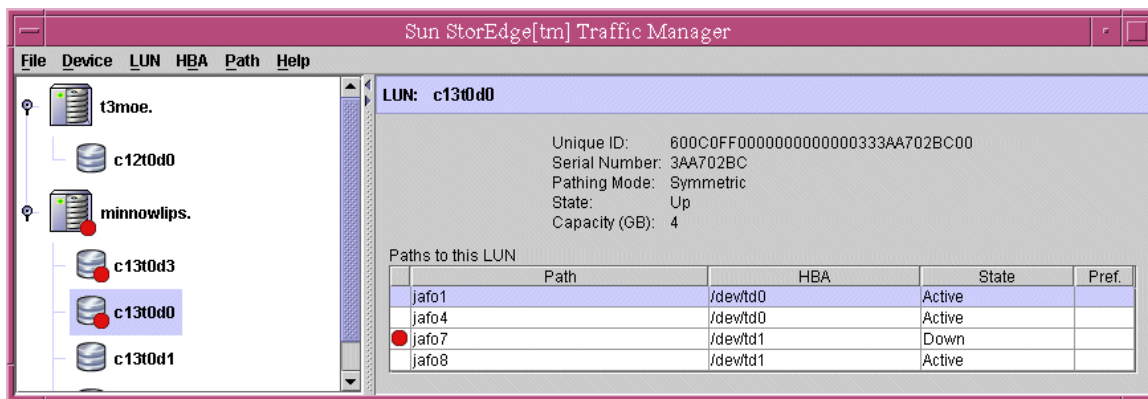 Sun StorEdge[tm] Traffic Manager
File Device LUN HBA Path Help
t3moe.
c12t0d0
minnowlips.
c13t0d3
c13t0d0
c13t0d1
LUN: c13t0d0
Unique ID: 600C0FF0000000000000333AA702BC00
Serial Number: 3AA702BC
Pathing Mode: Symmetric
State: Up
Capacity (GB): 4
Paths to this LUN
Path HBA State Pref.
jafo1 /dev/td0 Active
jafo4 /dev/td0 Active
jafo7 /dev/td1 Down
jafo8 /dev/td1 Active